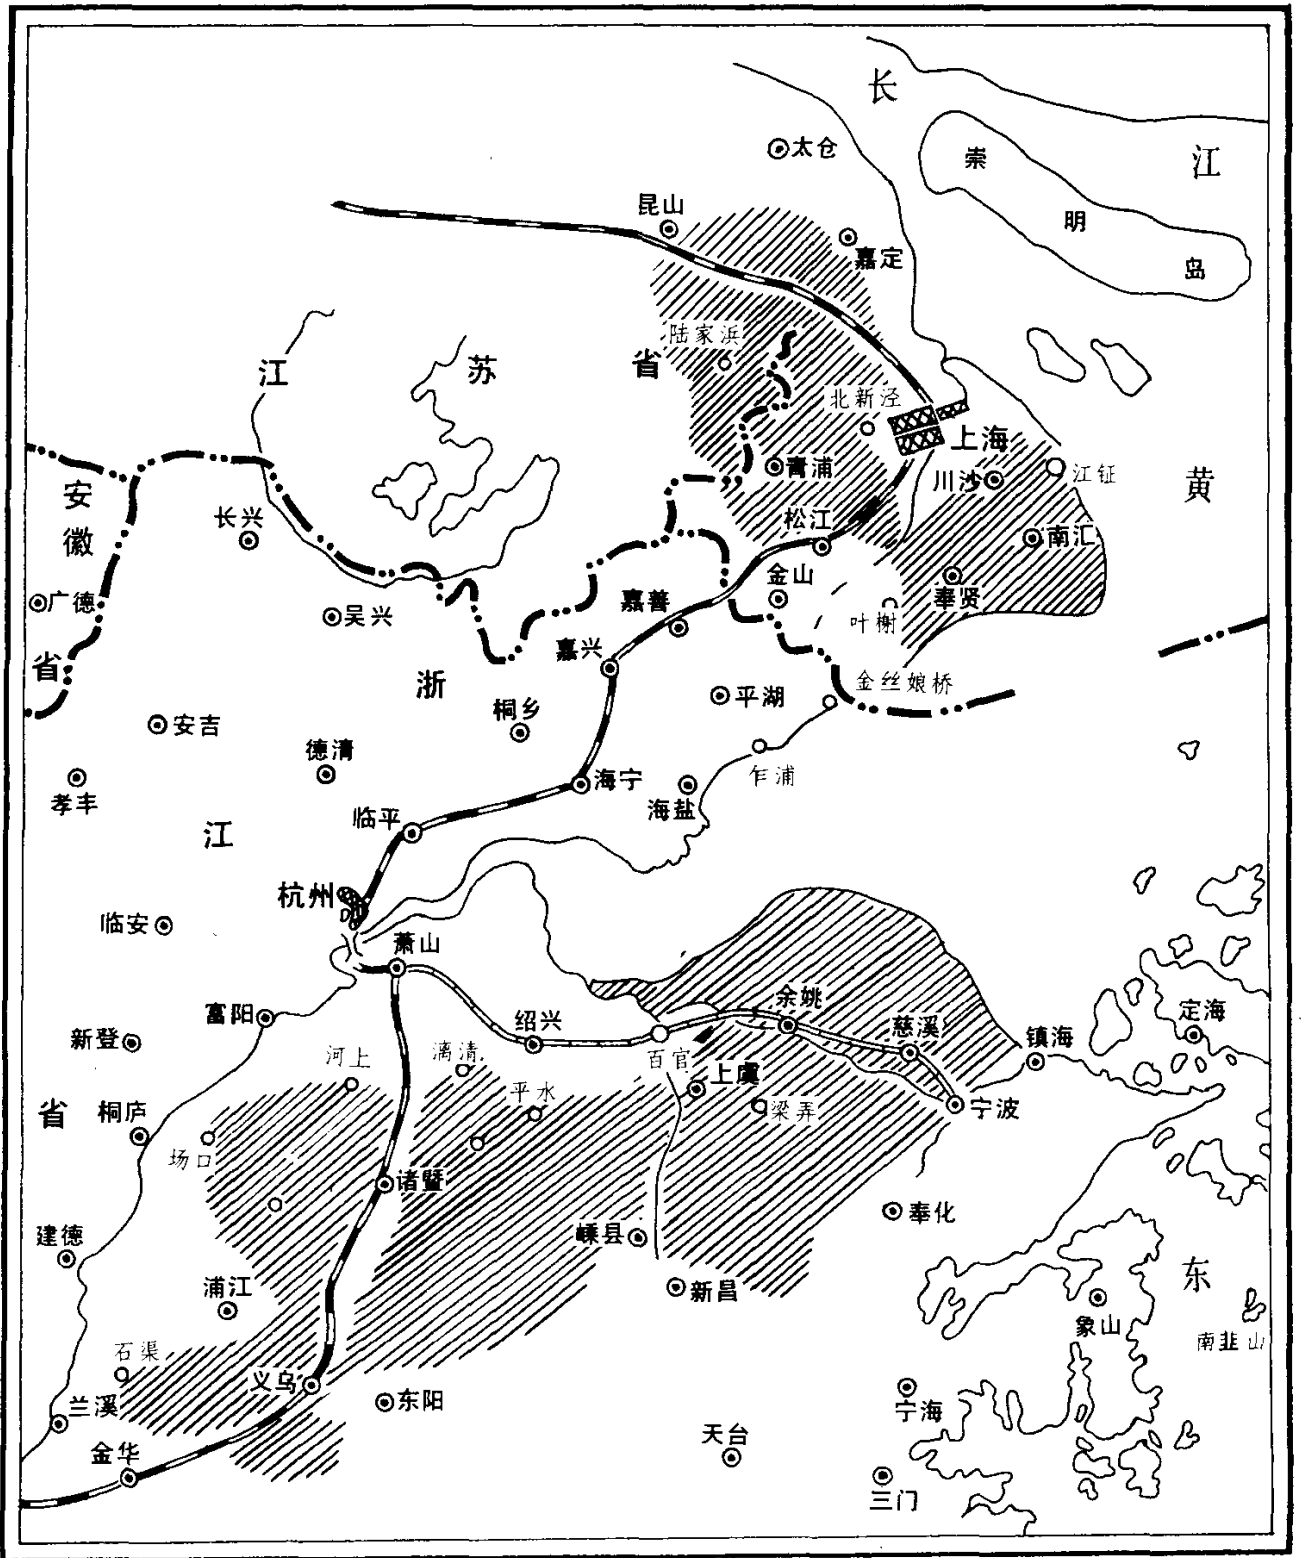 长
江
崇
明
岛
太仓
昆山
嘉定
陆家浜
江
苏
省
北新泾
上海
川沙
江钲
黄
青浦
安
徽
省
长兴
松江
南汇
金山
奉贤
广德
嘉善
吴兴
叶榭
嘉兴
浙
金丝娘桥
平湖
桐乡
安吉
德清
乍浦
孝丰
海宁
海盐
临平
江
杭州
临安
萧山
余姚
定海
富阳
绍兴
慈溪
镇海
新登
河上
漓清
百官
上虞
平水
省
桐庐
梁弄
宁波
场口
诸暨
奉化
建德
嵊县
东
浦江
新昌
象山
南韭山
石渠
义乌
东阳
宁海
兰溪
天台
金华
三门